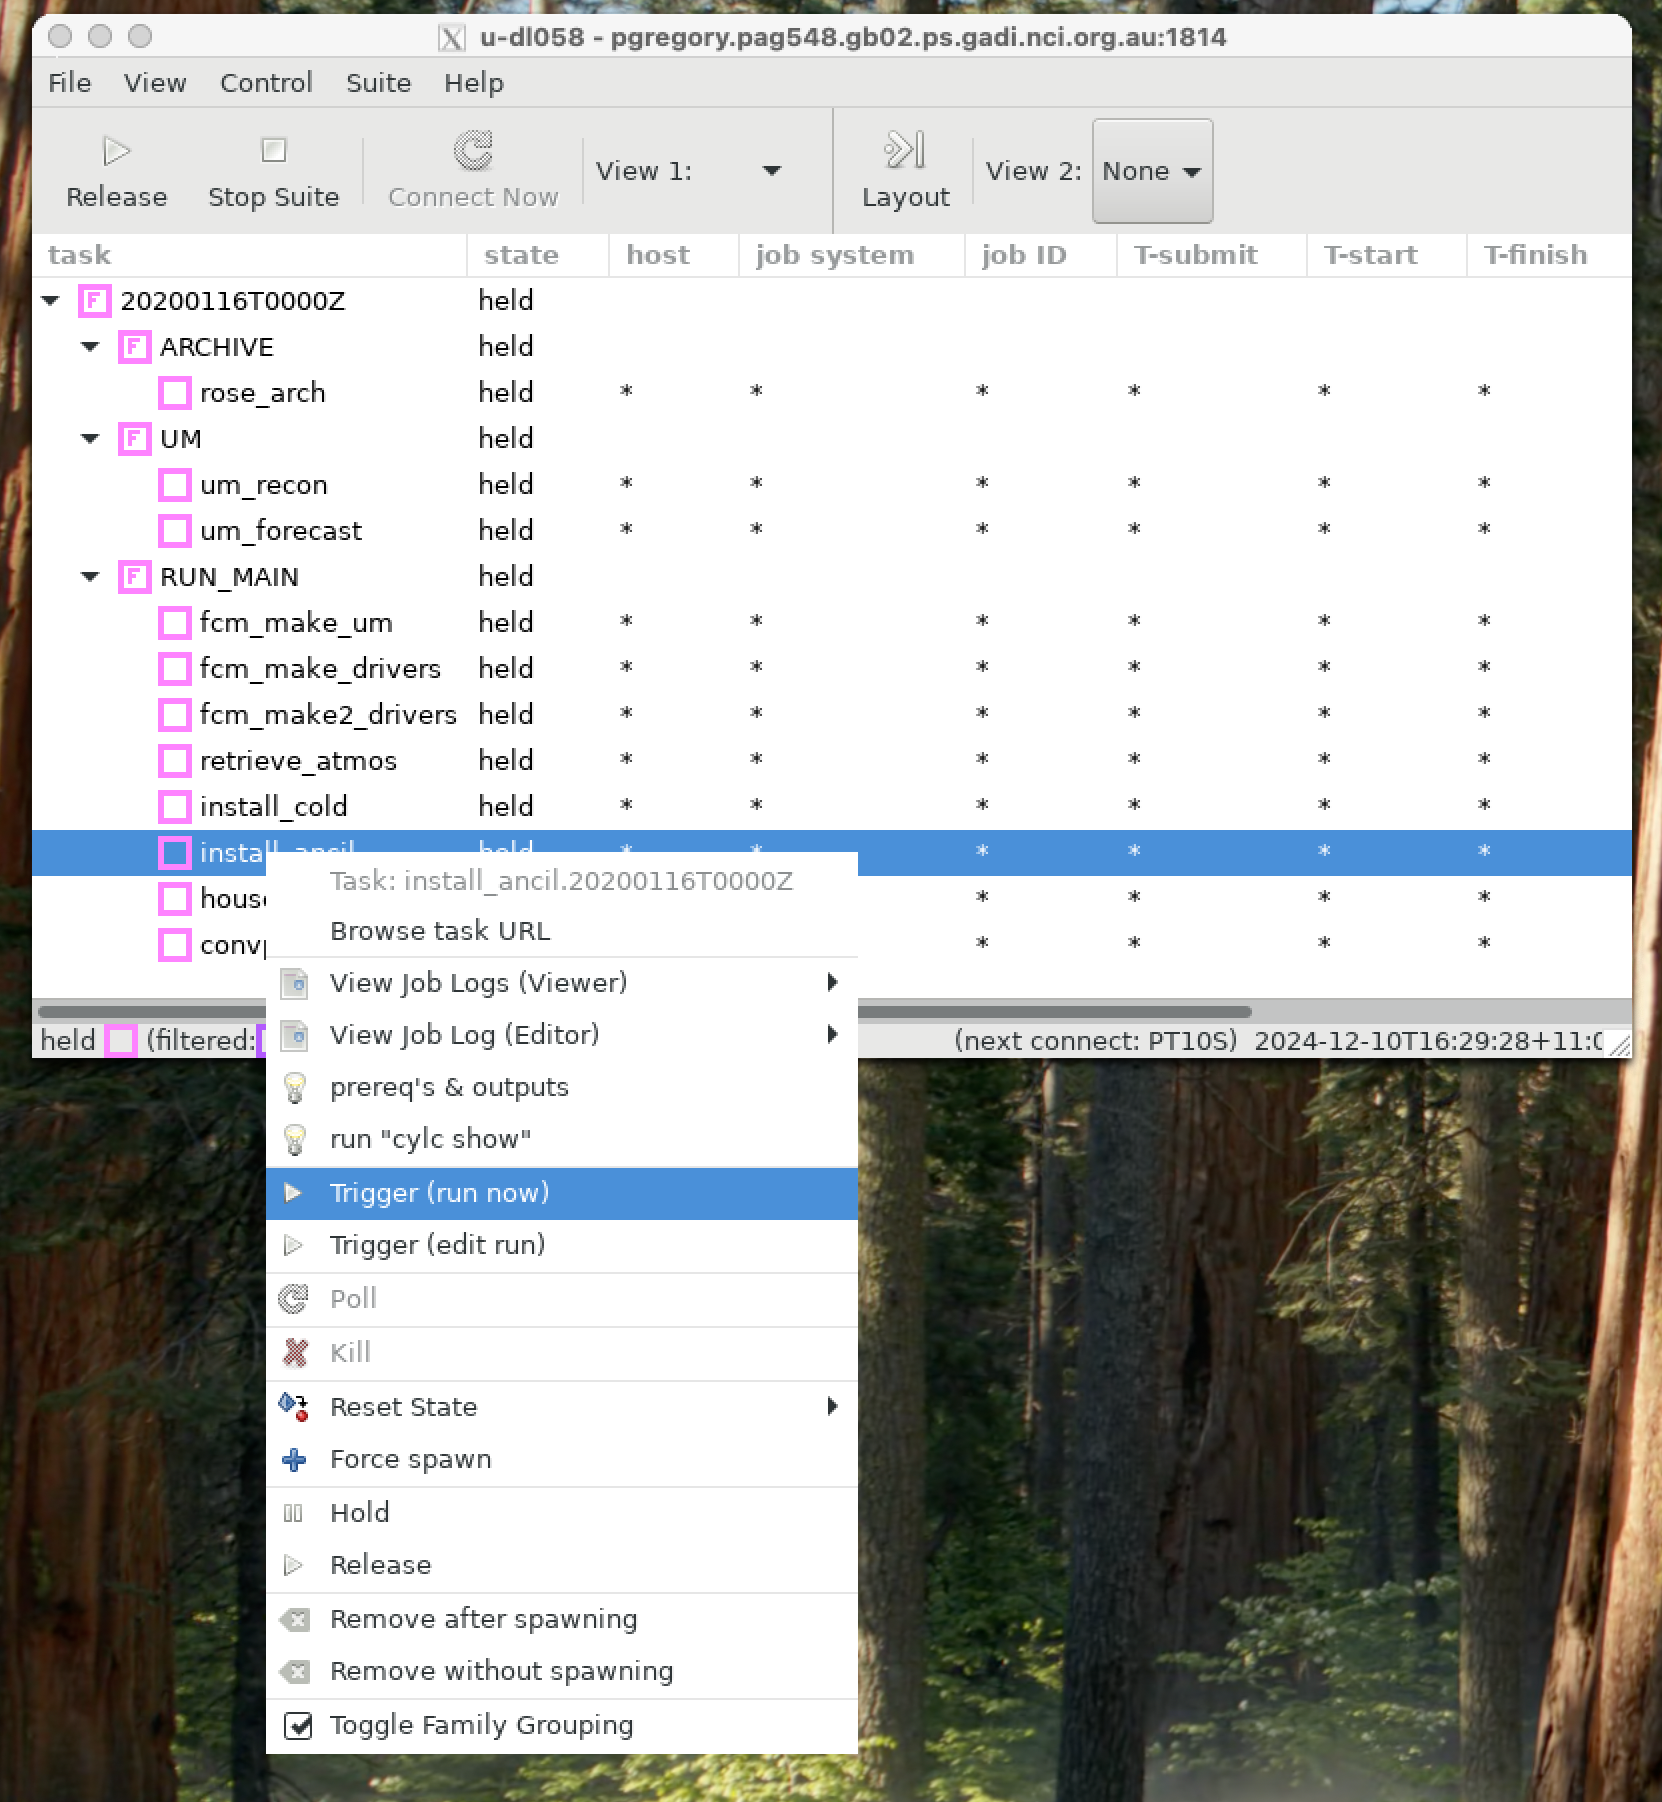 u-dl058 - pgregory.pag548.gb02.ps.gadi.nci.org.au:1814
File View Control Suite Help
Release Stop Suite Connect Now View 1: Layout View 2: None
task state host job system job ID T-submit T-start T-finish
F 20200116T0000Z held
F ARCHIVE held
rose_arch held * * * * * *
F UM held
um_recon held * * * * * *
um_forecast held * * * * * *
F RUN_MAIN held
fcm_make_um held * * * * * *
fcm_make_drivers held * * * * * *
fcm_make2_drivers held * * * * * *
retrieve_atmos held * * * * * *
install_cold held * * * * * *
install_ancil held * * * * * *
* * * *
* * * *
Task: install_ancil.20200116T0000Z
Browse task URL
View Job Logs (Viewer)
View Job Log (Editor)
prereq's & outputs
run "cylc show"
Trigger (run now)
Trigger (edit run)
Poll
Kill
Reset State
Force spawn
Hold
Release
Remove after spawning
Remove without spawning
Toggle Family Grouping
held (filtered: (next connect: PT10S) 2024-12-10T16:29:28+11:0